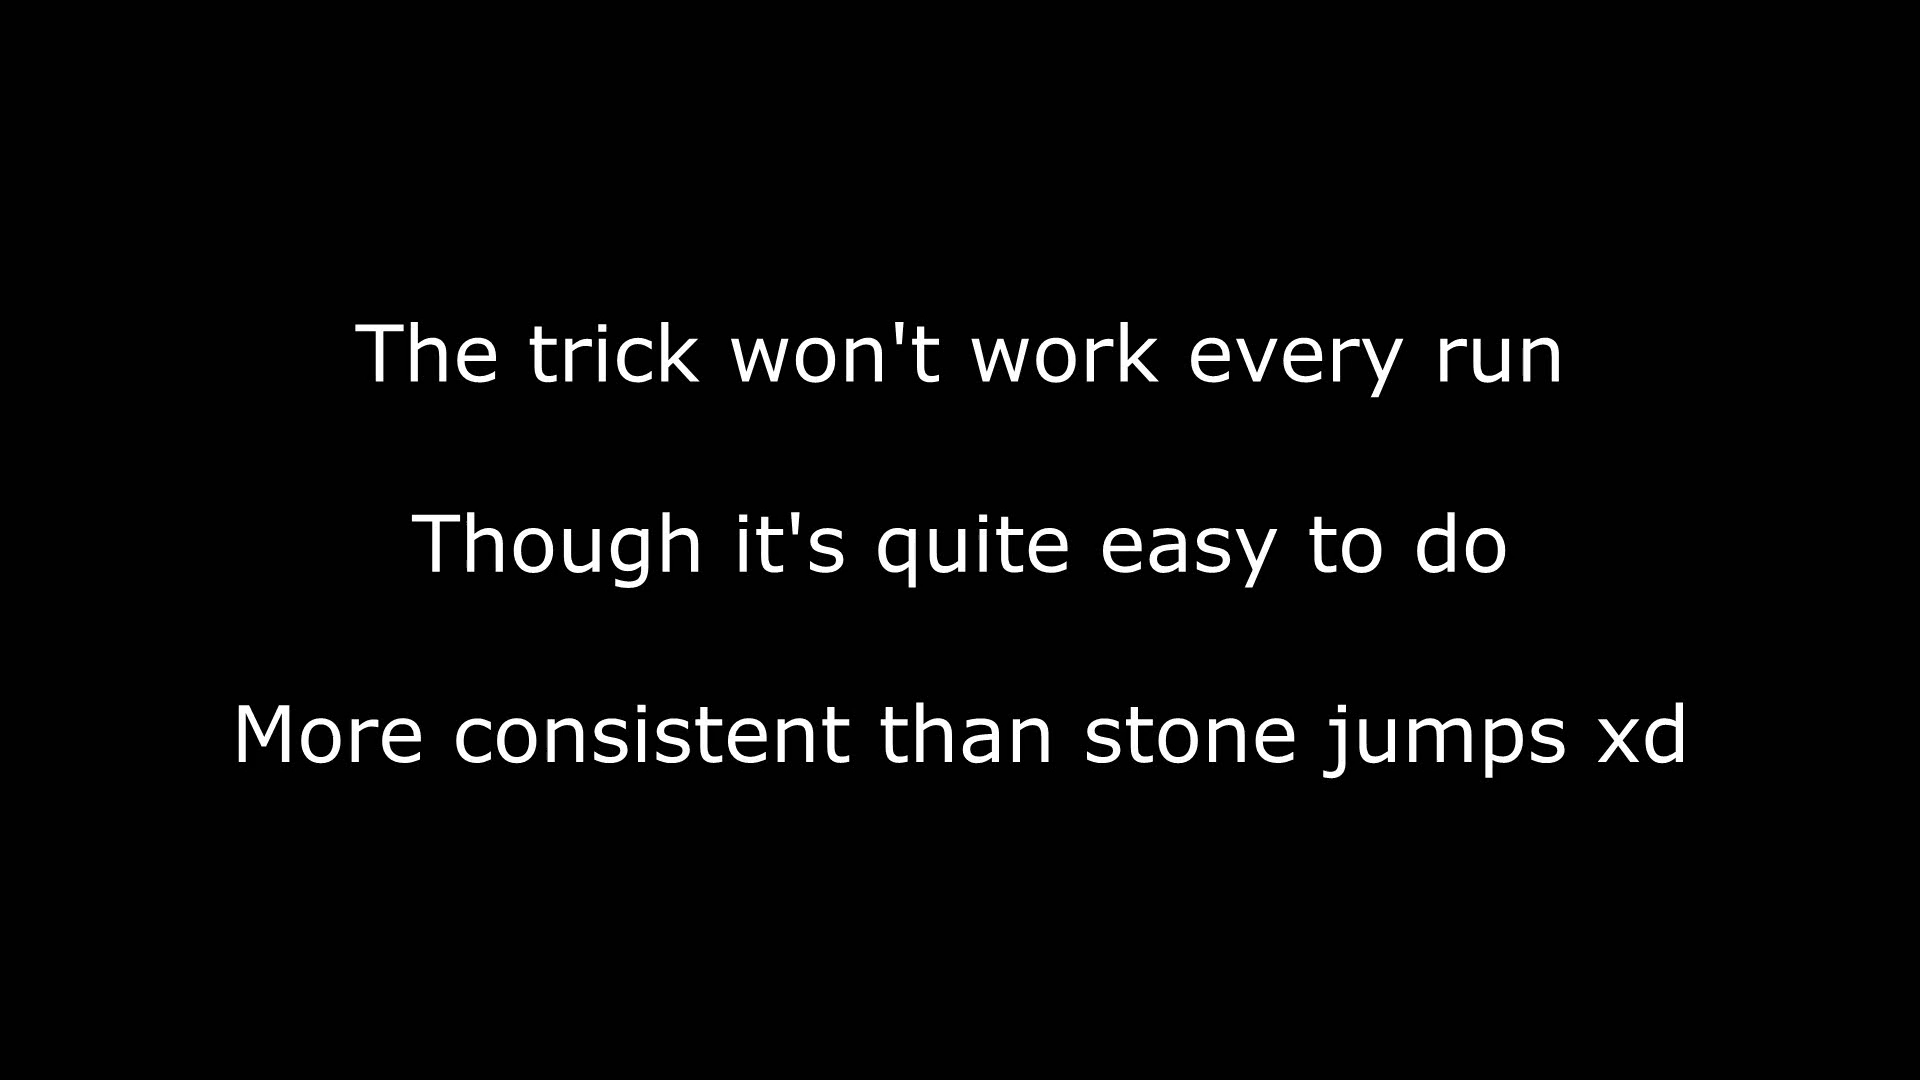 The trick won't work every run
Though it's quite easy to do
More consistent than stone jumps xd